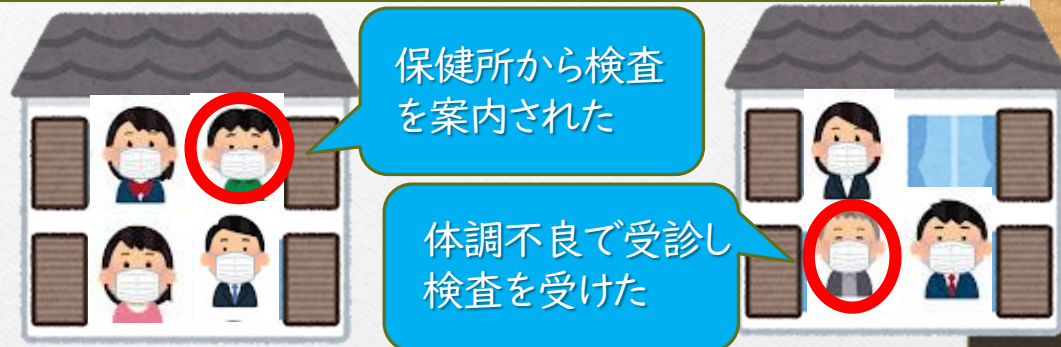 保健所から検査
を案内された
体調不良で受診し
検査を受けた